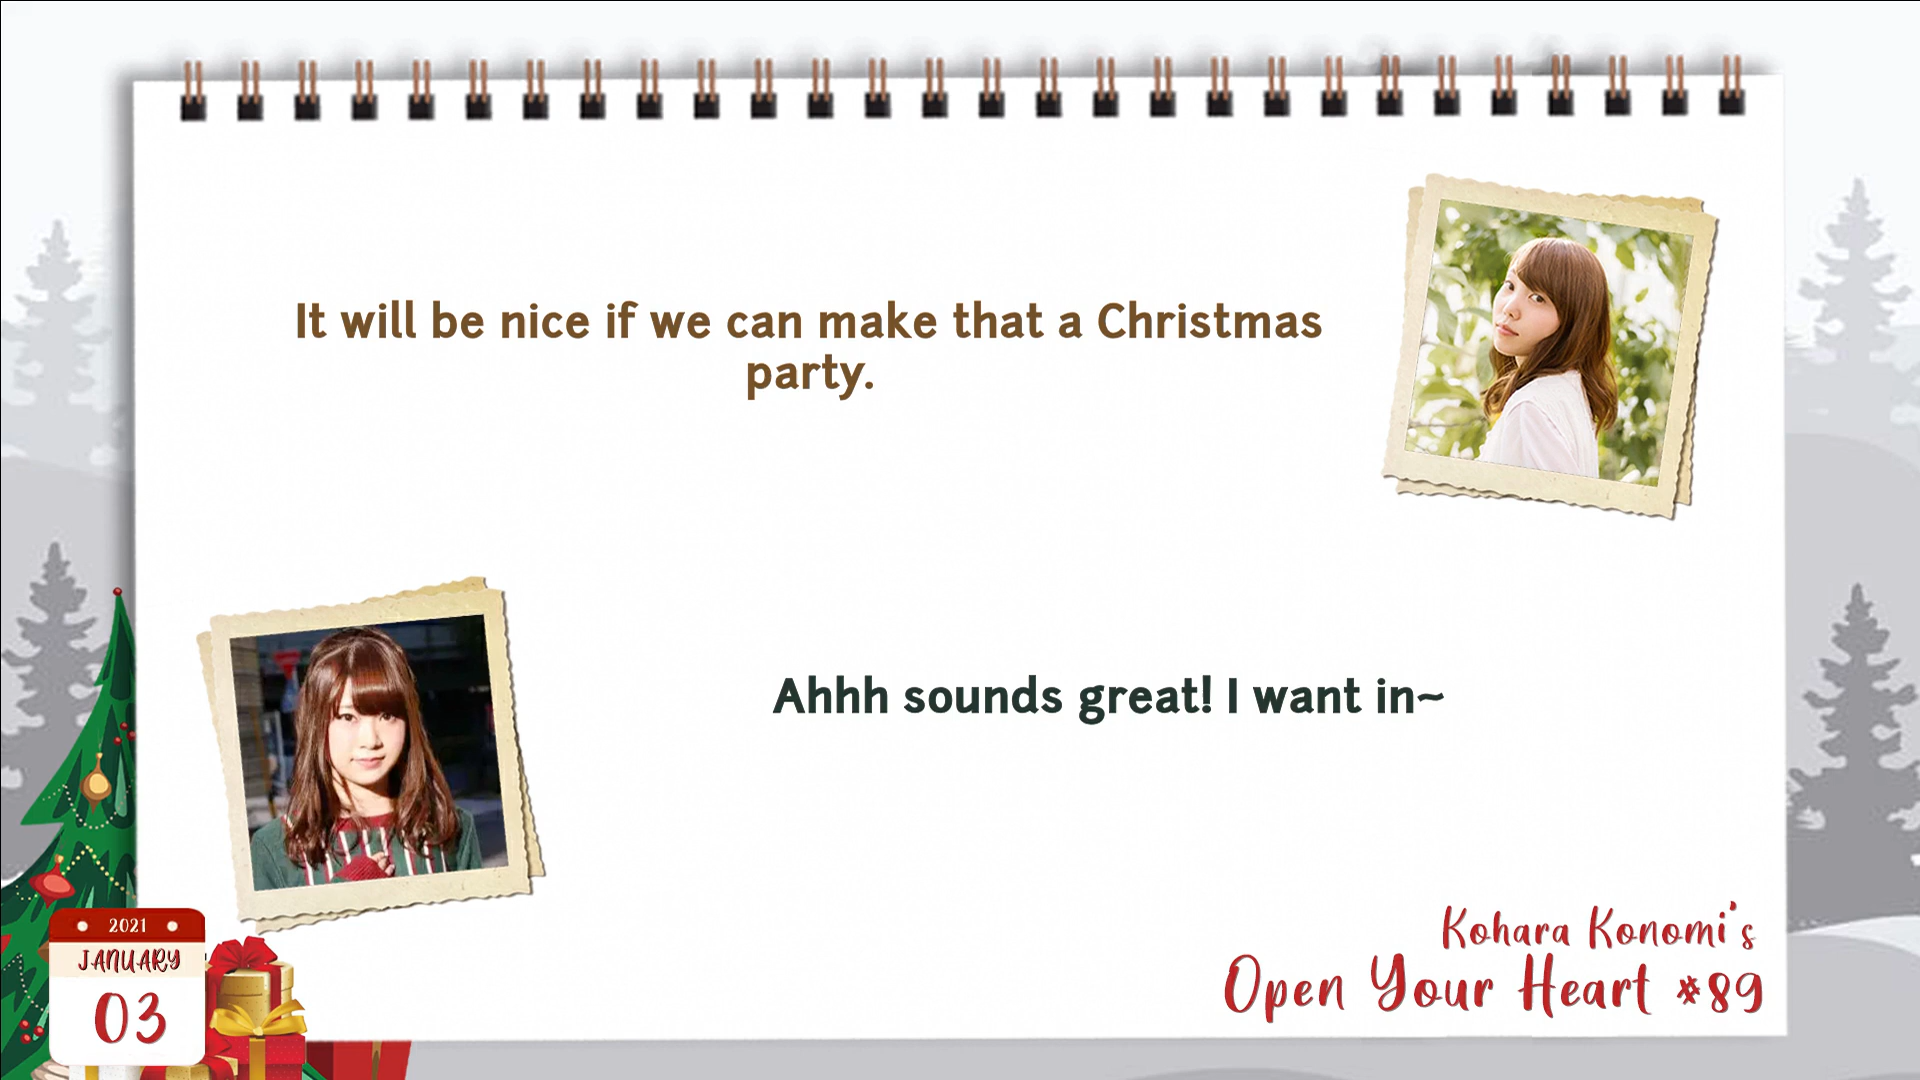 It will be nice if we can make that a Christmas
party.
Ahhh sounds great! I want in~
2021
JANUARY
03
Kohara Konomi's
Open Your Heart #89